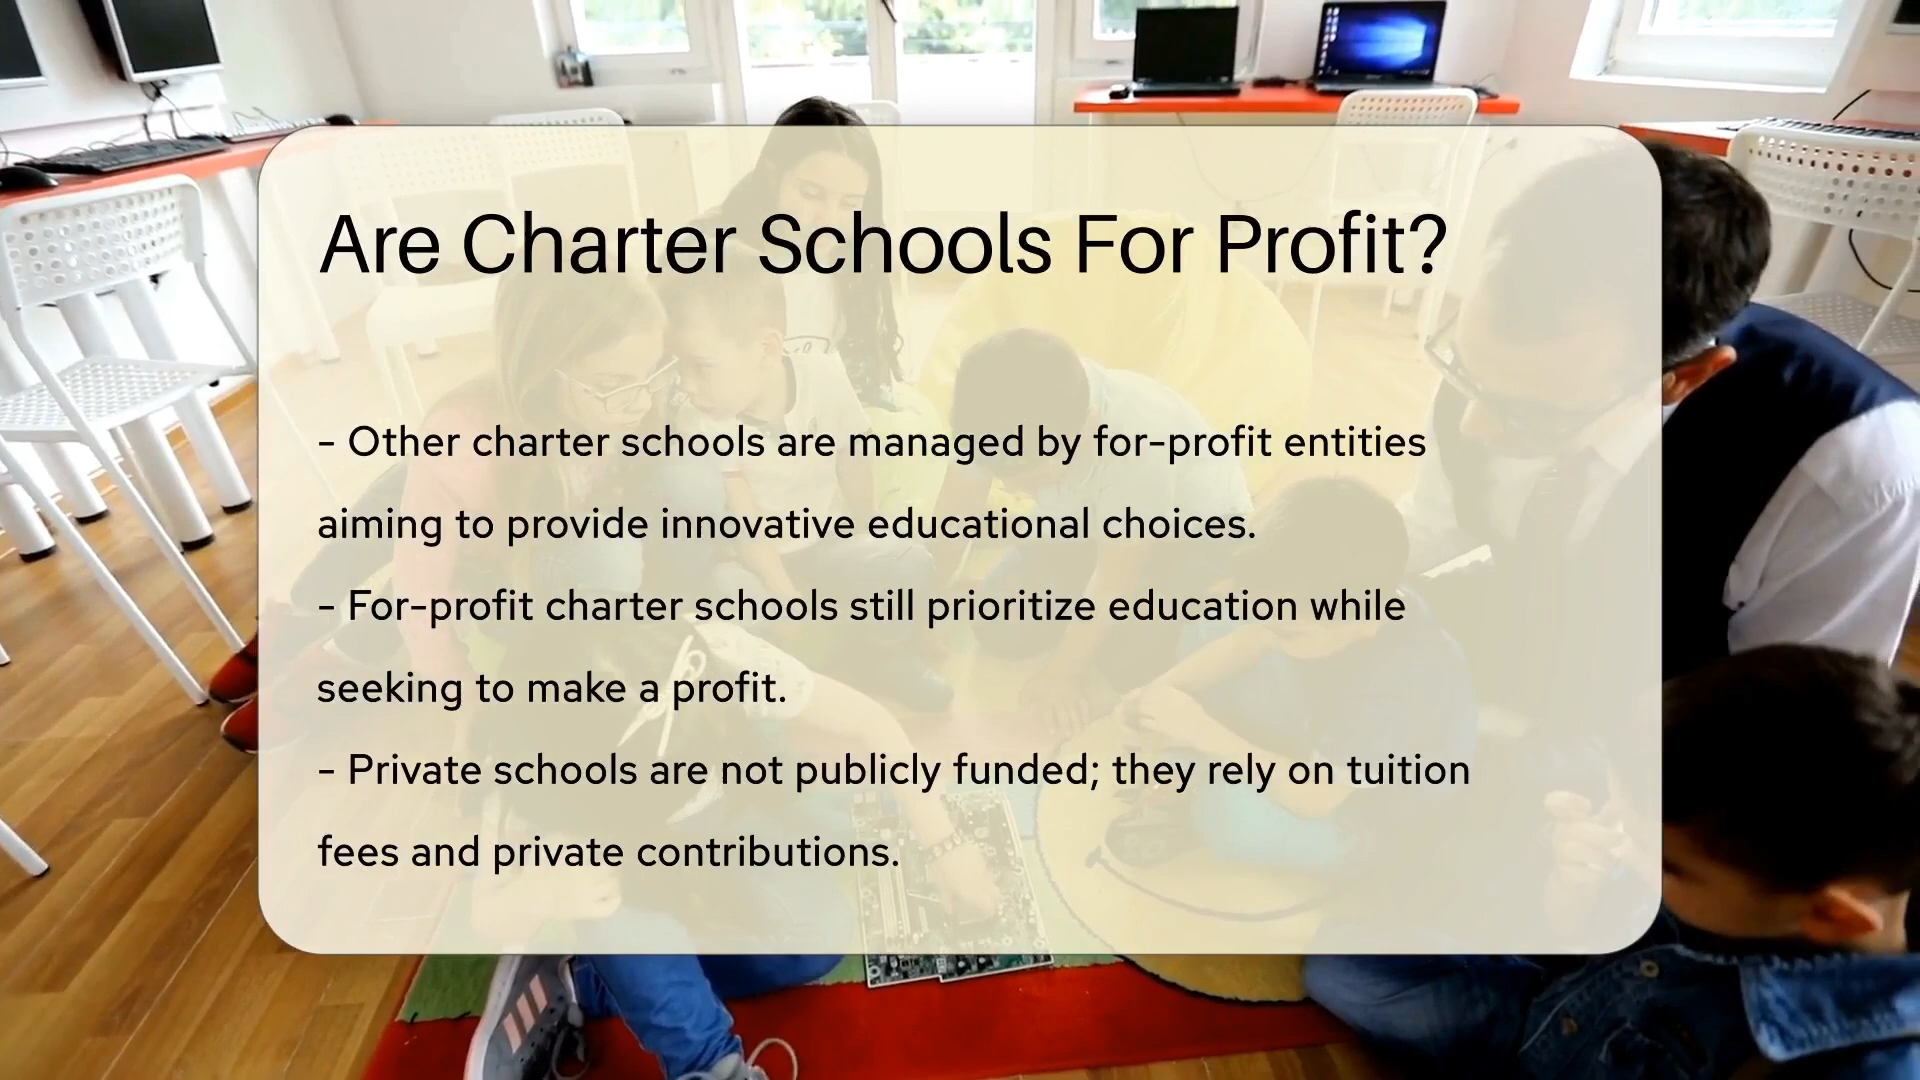 Are Charter Schools For Profit?
- Other charter schools are managed by for-profit entities
aiming to provide innovative educational choices.
- For-profit charter schools still prioritize education while
seeking to make a profit.
- Private schools are not publicly funded; they rely on tuition
fees and private contributions.